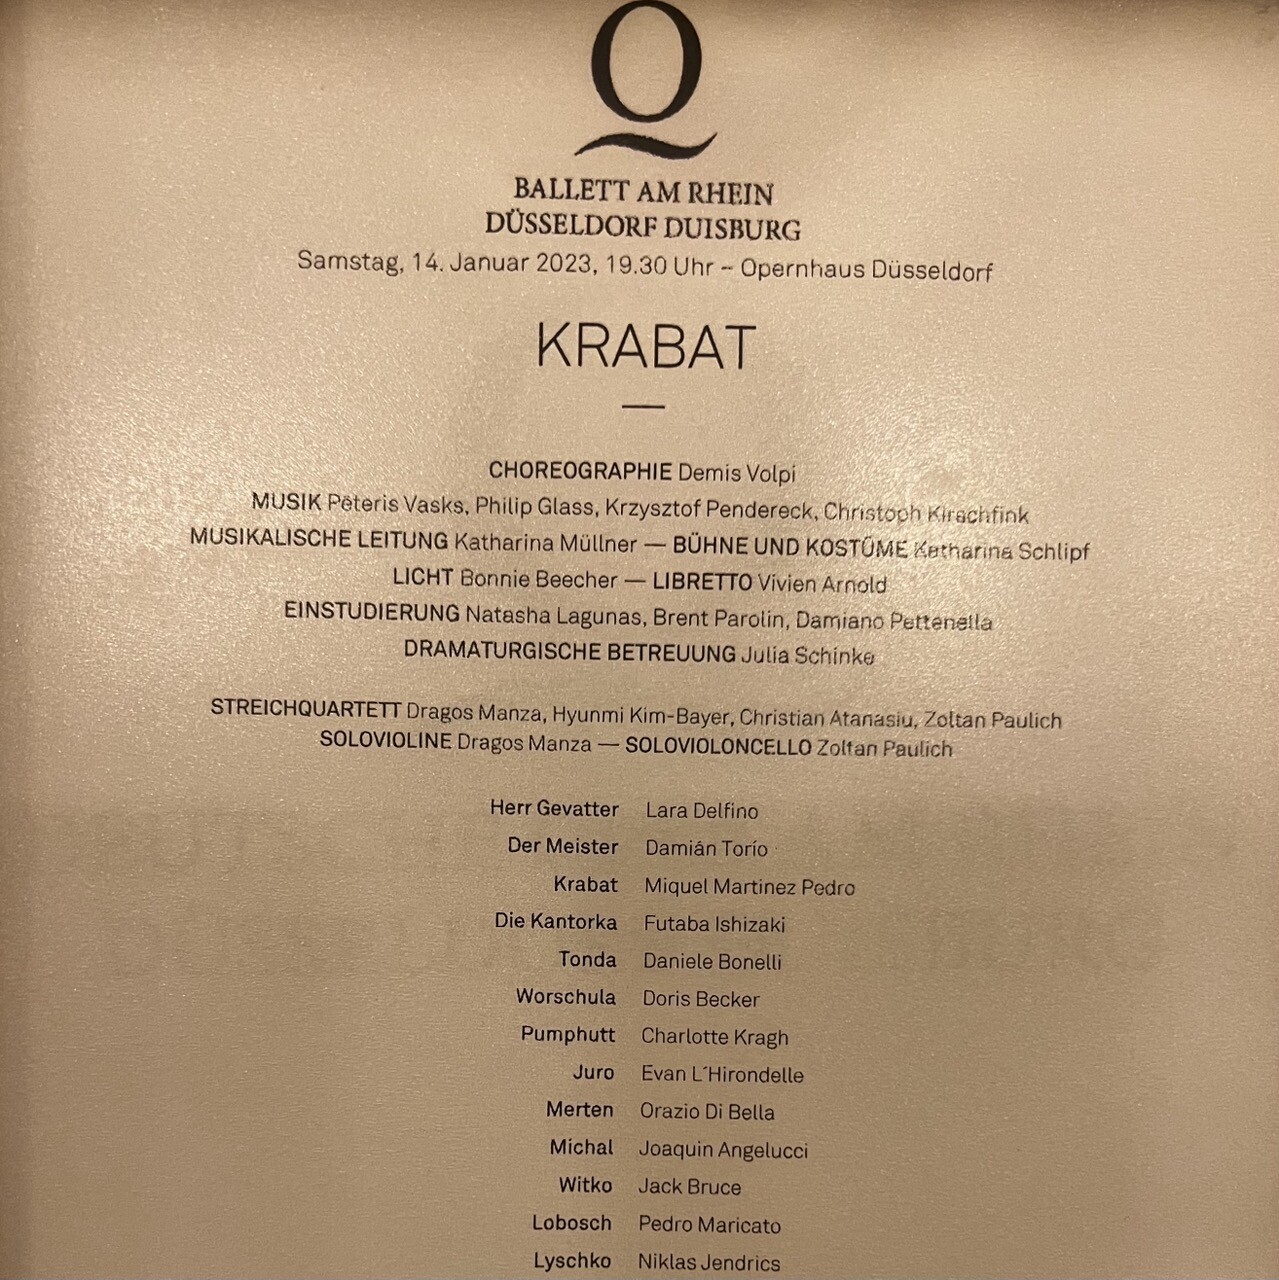 BALLETT AM RHEIN
DÜSSELDORF DUISBURG
Samstag, 14. Januar 2023, 19.30 Uhr – Opernhaus Düsseldorf
KRABAT
—
CHOREOGRAPHIE Demis Volpi
MUSIK Pēteris Vasks, Philip Glass, Krzysztof Pendereck, Christoph Kirschfink
MUSIKALISCHE LEITUNG Katharina Müllner — BÜHNE UND KOSTÜME Katharina Schlipf
LICHT Bonnie Beecher — LIBRETTO Vivien Arnold
EINSTUDIERUNG Natasha Lagunas, Brent Parolin, Damiano Pettenella
DRAMATURGISCHE BETREUUNG Julia Schinke
STREICHQUARTETT Dragos Manza, Hyunmi Kim-Bayer, Christian Atanasiu, Zoltan Paulich
SOLOVIOLINE Dragos Manza — SOLOVIOLONCELLO Zoltan Paulich
Herr Gevatter Lara Delfino
Der Meister Damián Torío
Krabat Miquel Martinez Pedro
Die Kantorka Futaba Ishizaki
Tonda Daniele Bonelli
Worschula Doris Becker
Pumphutt Charlotte Kragh
Juro Evan L´Hirondelle
Merten Orazio Di Bella
Michal Joaquin Angelucci
Witko Jack Bruce
Lobosch Pedro Maricato
Lyschko Niklas Jendrics